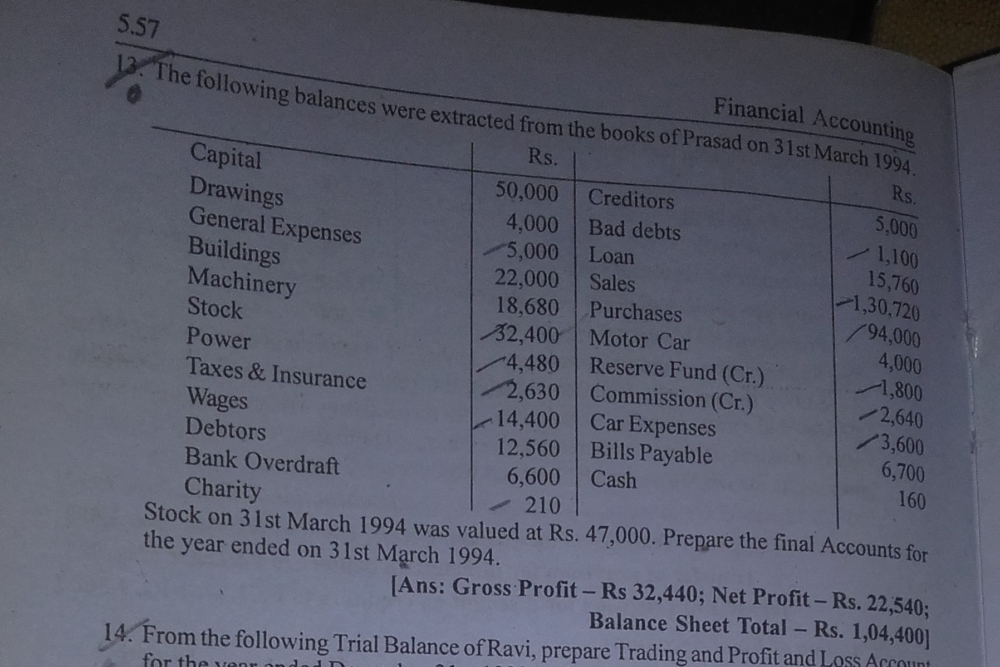 5.57
Financial Accounting
13. The following balances were extracted from the books of Prasad on 31st March 1994.
Rs. Rs.
Capital 50,000 Creditors 5,000
Drawings 4,000 Bad debts 1,100
General Expenses 5,000 Loan 15,760
Buildings 22,000 Sales 1,30,720
Machinery 18,680 Purchases 94,000
Stock 32,400 Motor Car 4,000
Power 4,480 Reserve Fund (Cr.) 1,800
Taxes & Insurance 2,630 Commission (Cr.) 2,640
Wages 14,400 Car Expenses 3,600
Debtors 12,560 Bills Payable 6,700
Bank Overdraft 6,600 Cash 160
Charity 210
Stock on 31st March 1994 was valued at Rs. 47,000. Prepare the final Accounts for
the year ended on 31st March 1994.
[Ans: Gross Profit – Rs 32,440; Net Profit – Rs. 22,540;
Balance Sheet Total – Rs. 1,04,400]
14. From the following Trial Balance of Ravi, prepare Trading and Profit and Loss Account
for the year ended